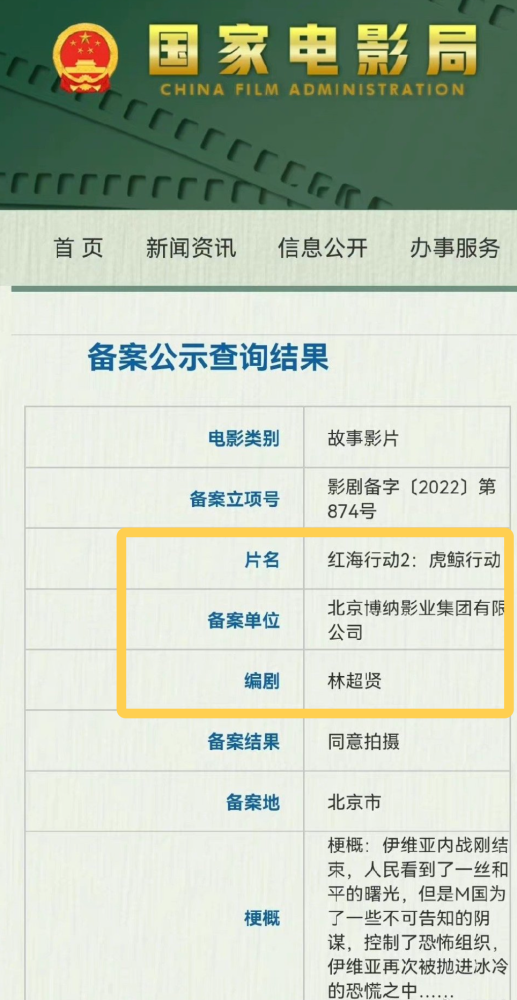 国家电影局
CHINA FILM ADMINISTRATION
首页 新闻资讯 信息公开 办事服务
备案公示查询结果
电影类别 故事影片
备案立项号 影剧备字〔2022〕第
874号
片名 红海行动2：虎鲸行动
备案单位 北京博纳影业集团有限
公司
编剧 林超贤
备案结果 同意拍摄
备案地 北京市
梗概 梗概：伊维亚内战刚结
束，人民看到了一丝和
平的曙光，但是M国为
了一些不可告知的阴
谋，控制了恐怖组织，
伊维亚再次被抛进冰冷
的恐慌之中……